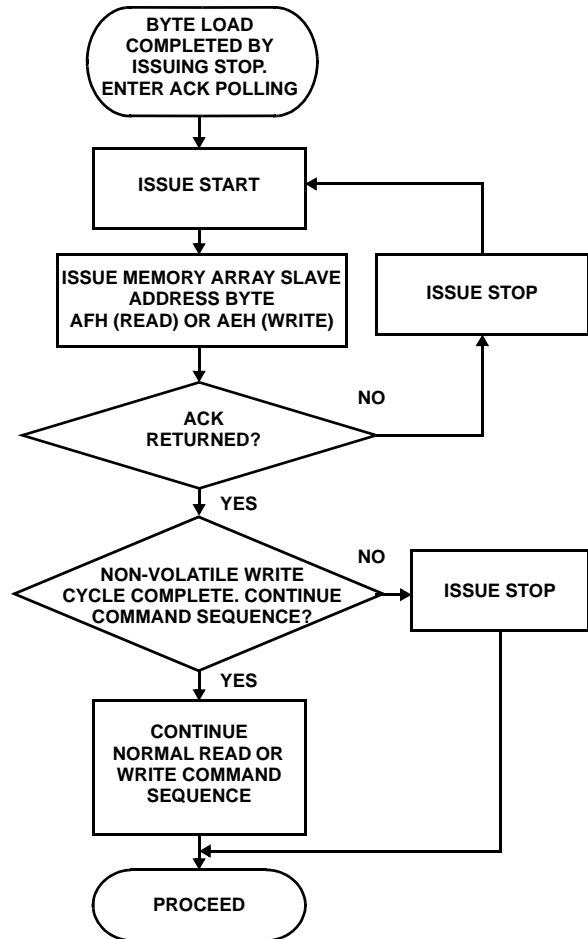 BYTE LOAD
COMPLETED BY
ISSUING STOP.
ENTER ACK POLLING
ISSUE START
ISSUE MEMORY ARRAY SLAVE
ADDRESS BYTE
AFH (READ) OR AEH (WRITE)
ISSUE STOP
NO
ACK
RETURNED?
YES
NO
NON-VOLATILE WRITE
CYCLE COMPLETE. CONTINUE
COMMAND SEQUENCE?
ISSUE STOP
YES
CONTINUE
NORMAL READ OR
WRITE COMMAND
SEQUENCE
PROCEED